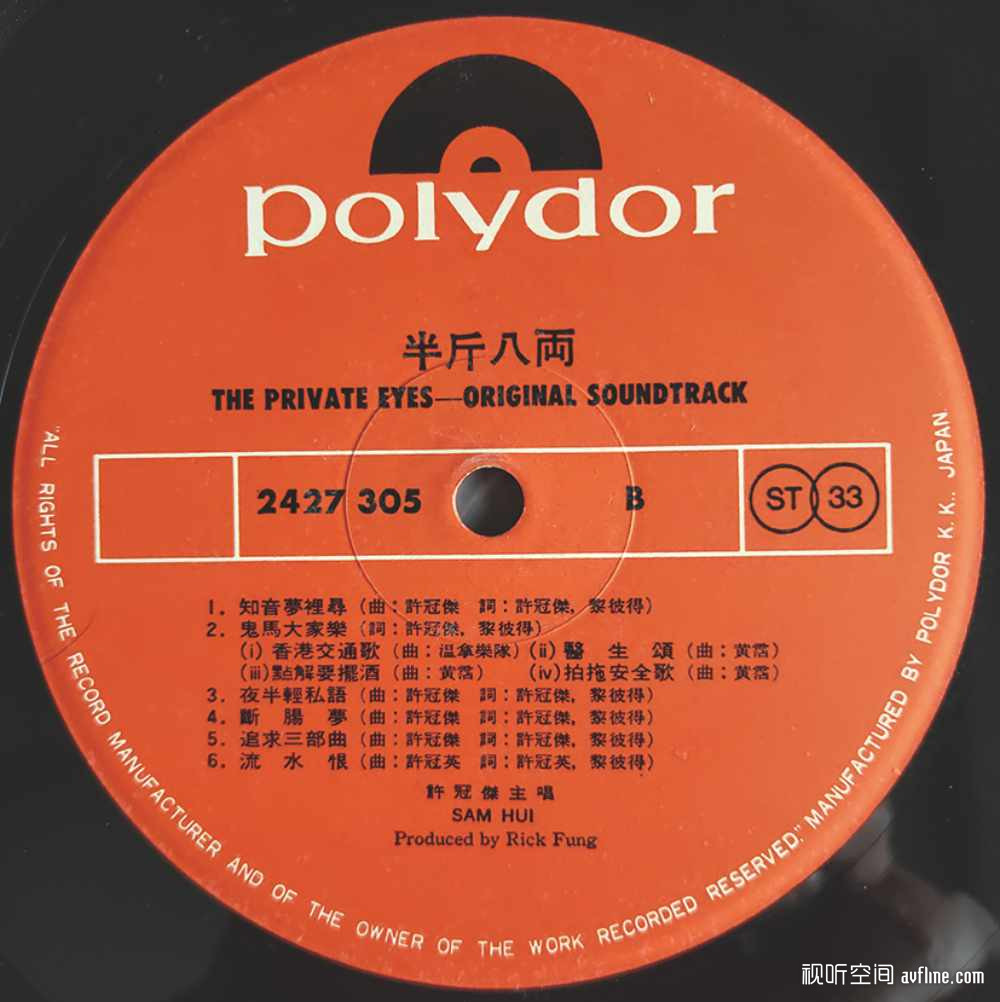 polydor
半斤八両
THE PRIVATE EYES—ORIGINAL SOUNDTRACK
2427 305 B ST 33
1. 知音夢裡尋 (曲:許冠傑 詞:許冠傑, 黎彼得)
2. 鬼馬大家樂 (詞:許冠傑, 黎彼得)
(i) 香港交通歌 (曲:溫拿樂隊) (ii) 醫 生 頌 (曲:黃霑)
(iii) 點解要擺酒 (曲:黃霑) (iv) 拍拖安全歌 (曲:黃霑)
3. 夜半輕私語 (曲:許冠傑 詞:許冠傑, 黎彼得)
4. 斷 腸 夢 (曲:許冠傑 詞:許冠傑, 黎彼得)
5. 追求三部曲 (曲:許冠傑 詞:許冠傑, 黎彼得)
6. 流 水 恨 (曲:許冠英 詞:許冠英, 黎彼得)
許冠傑主唱
SAM HUI
Produced by Rick Fung
"ALL RIGHTS OF THE RECORD MANUFACTURER AND OF THE OWNER OF THE WORK RECORDED RESERVED," MANUFACTURED BY POLYDOR K. K., JAPAN.
视听空间 avfline.com